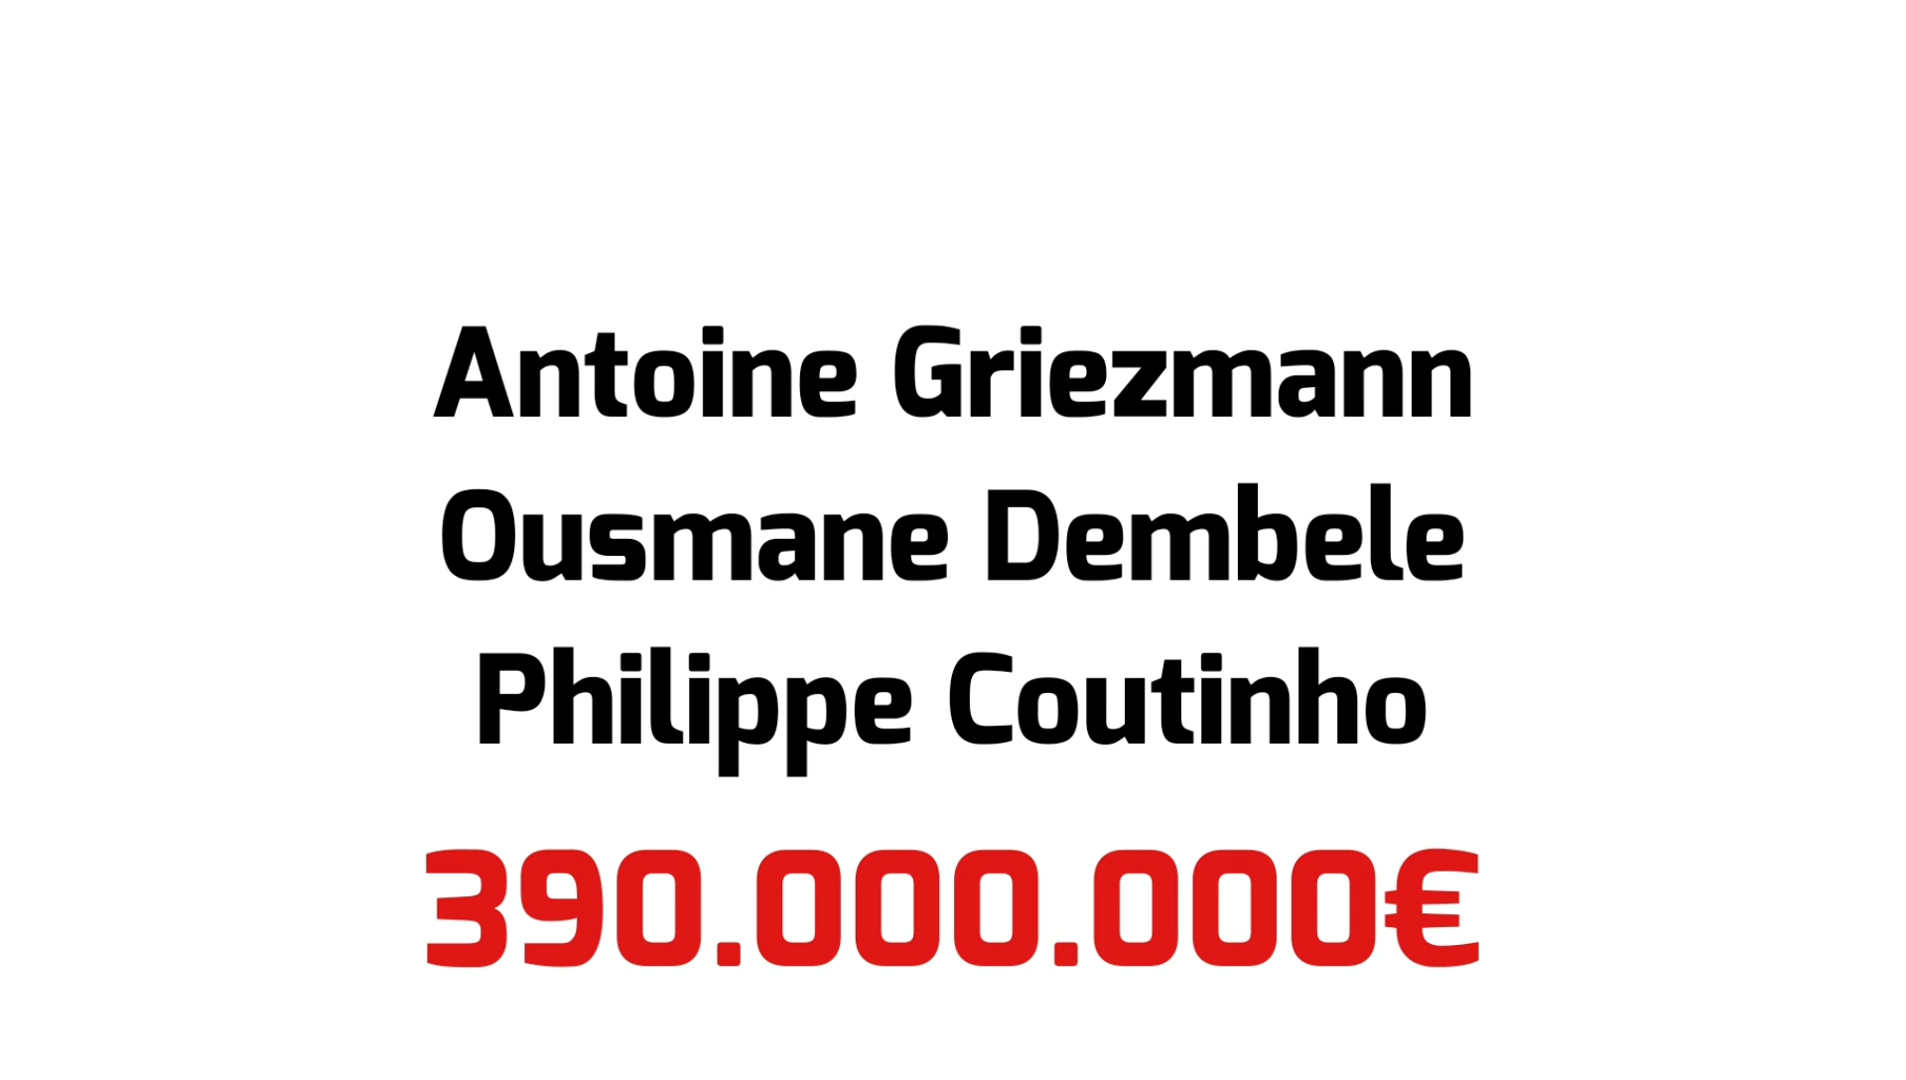 Antoine Griezmann
Ousmane Dembele
Philippe Coutinho
390.000.000€